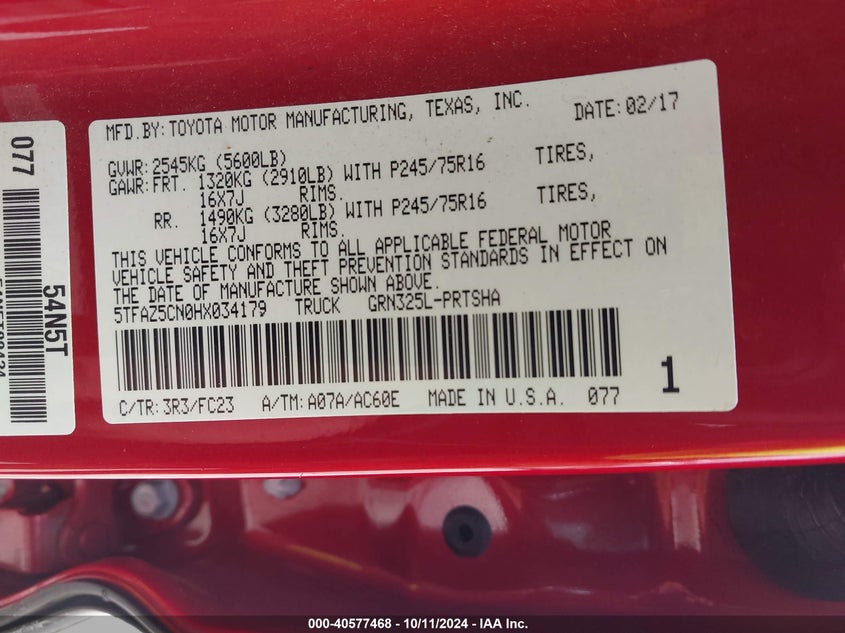 MFD.BY:TOYOTA MOTOR MANUFACTURING, TEXAS, INC. DATE:02/17
GVWR:2545KG (5600LB)
GAWR:FRT. 1320KG (2910LB) WITH P245/75R16 TIRES,
16X7J RIMS.
RR. 1490KG (3280LB) WITH P245/75R16 TIRES,
16X7J RIMS.
THIS VEHICLE CONFORMS TO ALL APPLICABLE FEDERAL MOTOR
VEHICLE SAFETY AND THEFT PREVENTION STANDARDS IN EFFECT ON
THE DATE OF MANUFACTURE SHOWN ABOVE.
5TFAZ5CN0HX034179 TRUCK GRN325L-PRTSHA
C/TR:3R3/FC23 A/TM:A07A/AC60E MADE IN U.S.A. 077
1
077
54N5T
000-40577468 - 10/11/2024 - IAA Inc.